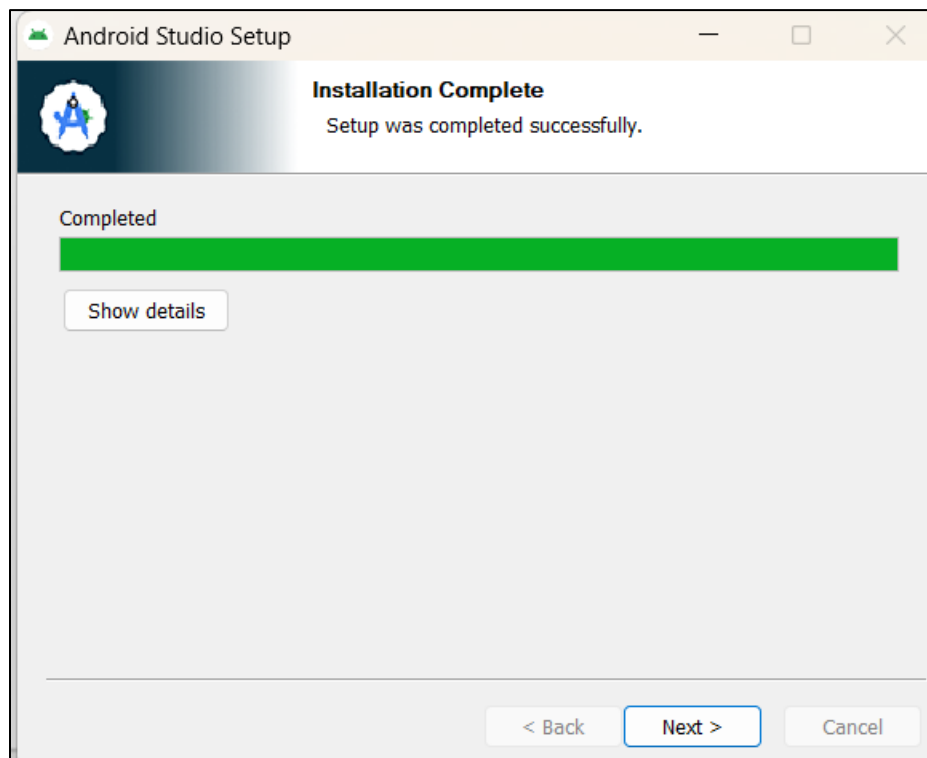 Android Studio Setup
Installation Complete
Setup was completed successfully.
Completed
Show details
< Back Next > Cancel